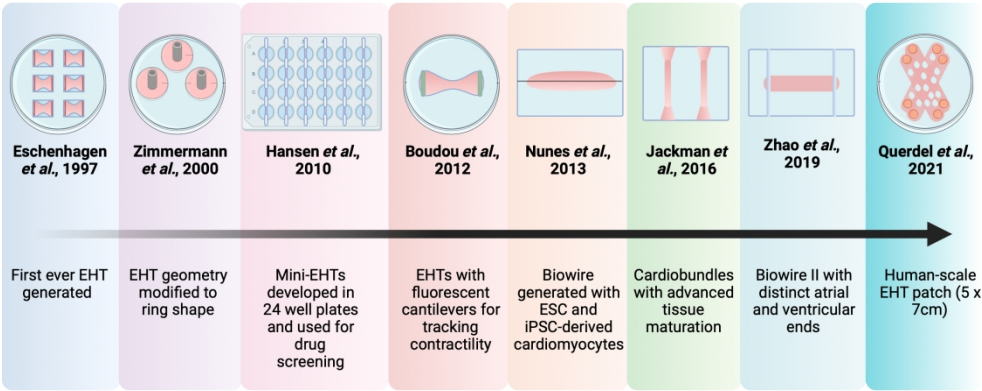 Eschenhagen
et al., 1997
Zimmermann
et al., 2000
Hansen et al.,
2010
Boudou et al.,
2012
Nunes et al.,
2013
Jackman et
al., 2016
Zhao et al.,
2019
Querdel et al.,
2021
First ever EHT
generated
EHT geometry
modified to
ring shape
Mini-EHTs
developed in
24 well plates
and used for
drug
screening
EHTs with
fluorescent
cantilevers for
tracking
contractility
Biowire
generated with
ESC and
iPSC-derived
cardiomyocytes
Cardiobundles
with advanced
tissue
maturation
Biowire II with
distinct atrial
and ventricular
ends
Human-scale
EHT patch (5 x
7cm)